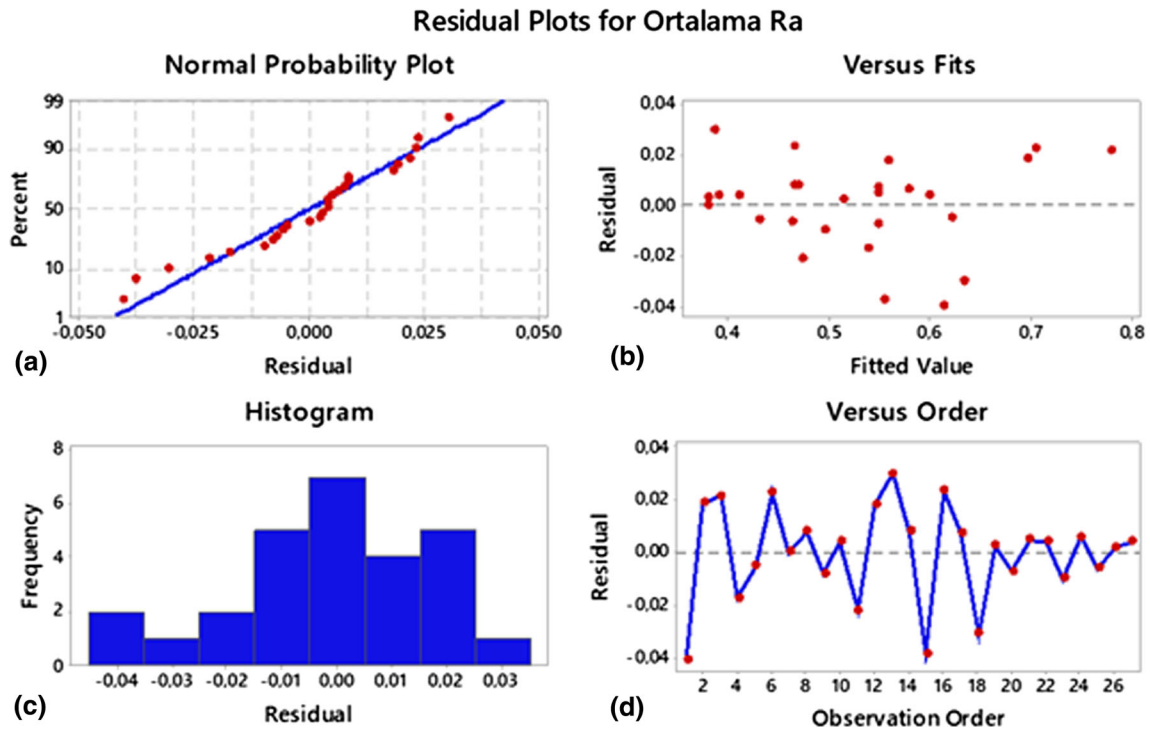 Residual Plots for Ortalama Ra
Normal Probability Plot
99
90
50
10
1
Percent
-0,050 -0,025 0,000 0,025 0,050
Residual
(a)
Versus Fits
0,04
0,02
0,00
-0,02
-0,04
Residual
0,4 0,5 0,6 0,7 0,8
Fitted Value
(b)
Histogram
8
6
4
2
0
Frequency
-0,04 -0,03 -0,02 -0,01 0,00 0,01 0,02 0,03
Residual
(c)
Versus Order
0,04
0,02
0,00
-0,02
-0,04
Residual
2 4 6 8 10 12 14 16 18 20 22 24 26
Observation Order
(d)